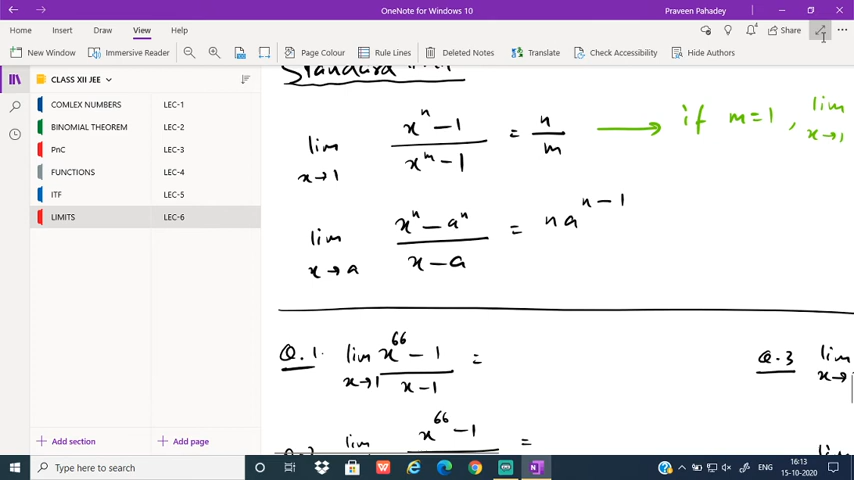 OneNote for Windows 10
Praveen Pahadey
Home Insert Draw View Help
Share
New Window Immersive Reader Page Colour Rule Lines Deleted Notes Translate Check Accessibility Hide Authors
CLASS XII JEE
COMLEX NUMBERS LEC-1
BINOMIAL THEOREM LEC-2
PnC LEC-3
FUNCTIONS LEC-4
ITF LEC-5
LIMITS LEC-6
Standard
lim x→1 (x^n − 1)/(x^m − 1) = n/m → if m=1, lim x→1
lim x→a (x^n − a^n)/(x − a) = n a^(n−1)
Q.1. lim x→1 (x^66 − 1)/(x−1) =
Q.3 lim x→
lim x^66 −1 =
+ Add section + Add page
Type here to search
ENG
16:13
15-10-2020